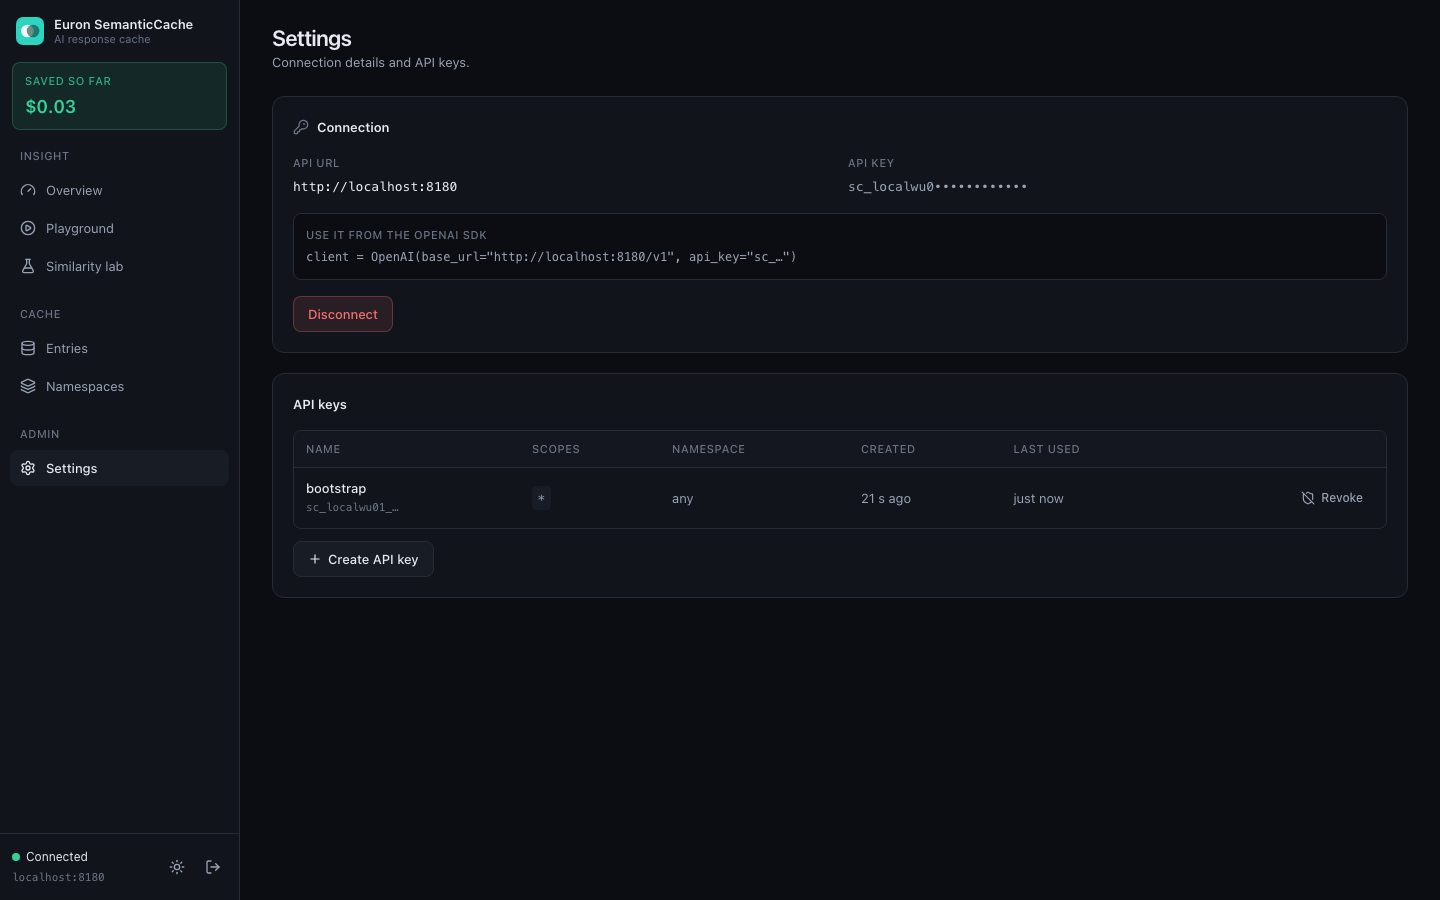 Euron SemanticCache
AI response cache
SAVED SO FAR
$0.03
INSIGHT
Overview
Playground
Similarity lab
CACHE
Entries
Namespaces
ADMIN
Settings
Connected
localhost:8180
Settings
Connection details and API keys.
Connection
API URL
http://localhost:8180
API KEY
sc_localwu0••••••••••••
USE IT FROM THE OPENAI SDK
client = OpenAI(base_url="http://localhost:8180/v1", api_key="sc_…")
Disconnect
API keys
NAME SCOPES NAMESPACE CREATED LAST USED
bootstrap
sc_localwu01_…
* any 21 s ago just now Revoke
+ Create API key